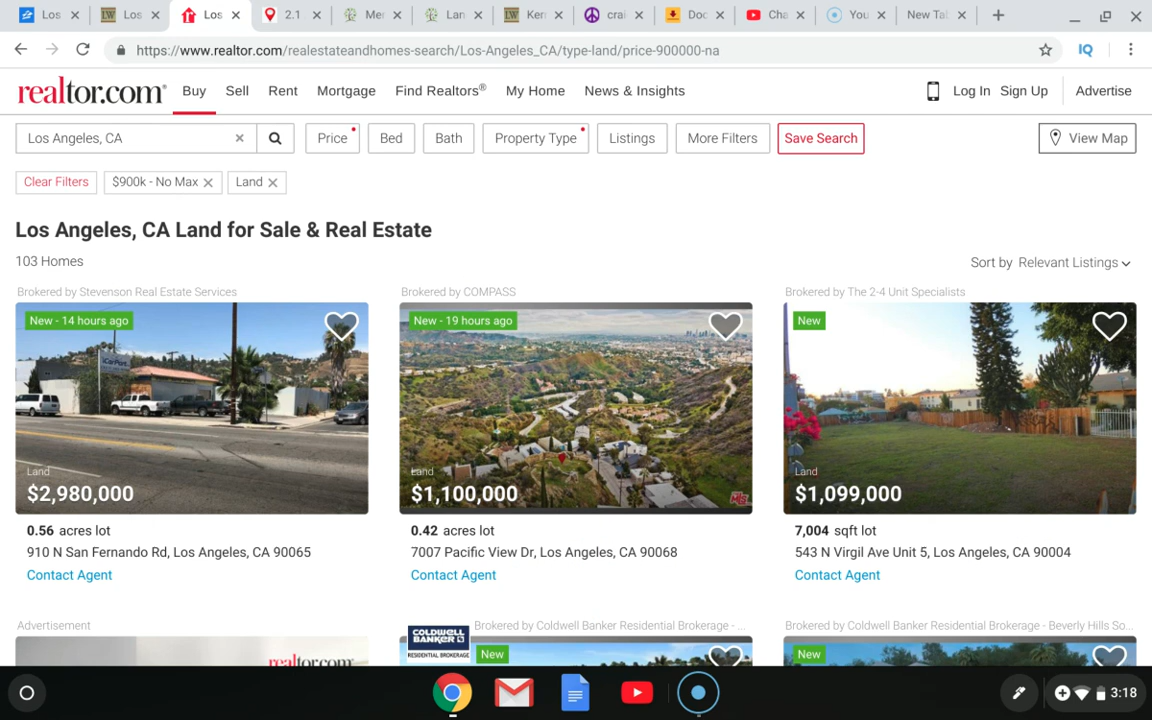 Los
Los
Los
2.1
Mer
Lan
Kern
crai
Doc
Cha
You
New Tal
https://www.realtor.com/realestateandhomes-search/Los-Angeles_CA/type-land/price-900000-na
IQ
realtor.com®
Buy
Sell
Rent
Mortgage
Find Realtors®
My Home
News & Insights
Log In
Sign Up
Advertise
Los Angeles, CA
Price
Bed
Bath
Property Type
Listings
More Filters
Save Search
View Map
Clear Filters
$900k - No Max
Land
Los Angeles, CA Land for Sale & Real Estate
103 Homes
Sort by Relevant Listings
Brokered by Stevenson Real Estate Services
New - 14 hours ago
Land
$2,980,000
0.56 acres lot
910 N San Fernando Rd, Los Angeles, CA 90065
Contact Agent
Brokered by COMPASS
New - 19 hours ago
Land
$1,100,000
0.42 acres lot
7007 Pacific View Dr, Los Angeles, CA 90068
Contact Agent
Brokered by The 2-4 Unit Specialists
New
Land
$1,099,000
7,004 sqft lot
543 N Virgil Ave Unit 5, Los Angeles, CA 90004
Contact Agent
Advertisement
realtor.com
COLDWELL
BANKER
RESIDENTIAL BROKERAGE
Brokered by Coldwell Banker Residential Brokerage - ...
New
Brokered by Coldwell Banker Residential Brokerage - Beverly Hills So...
New
3:18